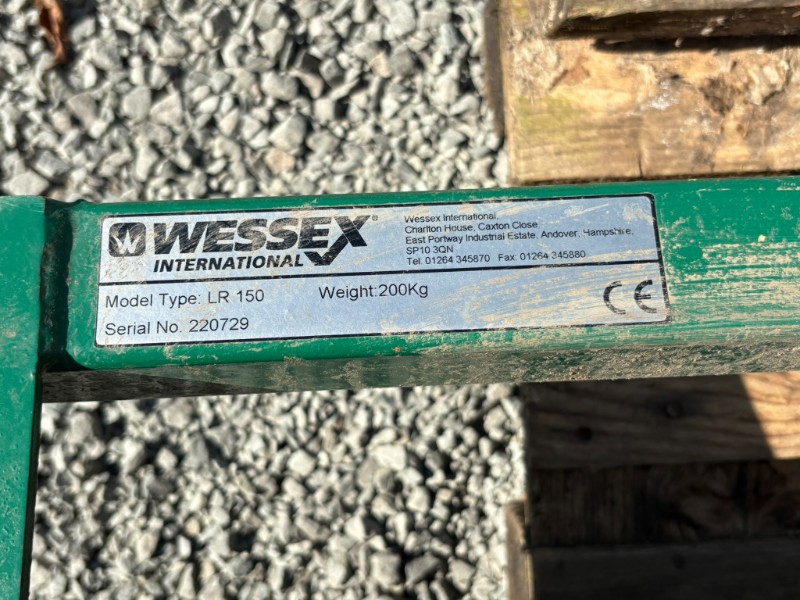 WESSEX®
INTERNATIONAL
Wessex International,
Charlton House, Caxton Close,
East Portway Industrial Estate, Andover, Hampshire,
SP10 3QN
Tel: 01264 345870 Fax: 01264 345880
Model Type: LR 150 Weight:200Kg
Serial No. 220729
CE